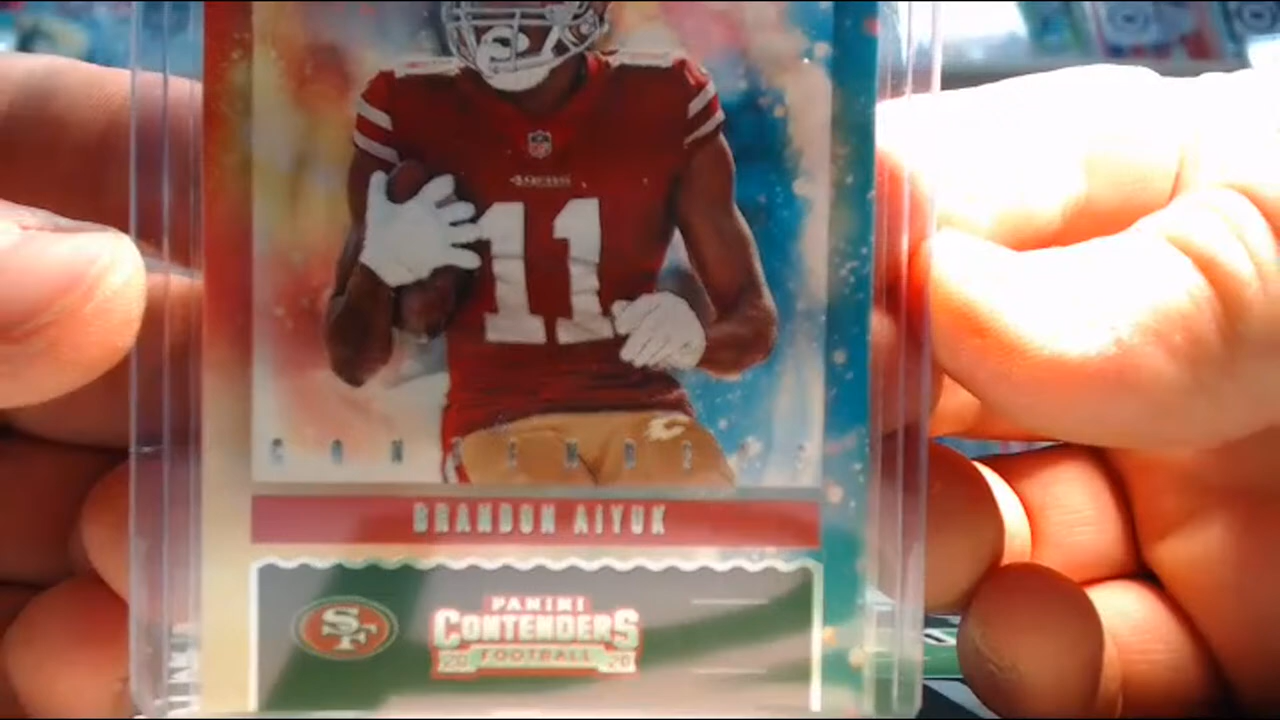 49ERS
11
CONTENDERS
BRANDON AIYUK
SF
PANINI
CONTENDERS
20 FOOTBALL 20